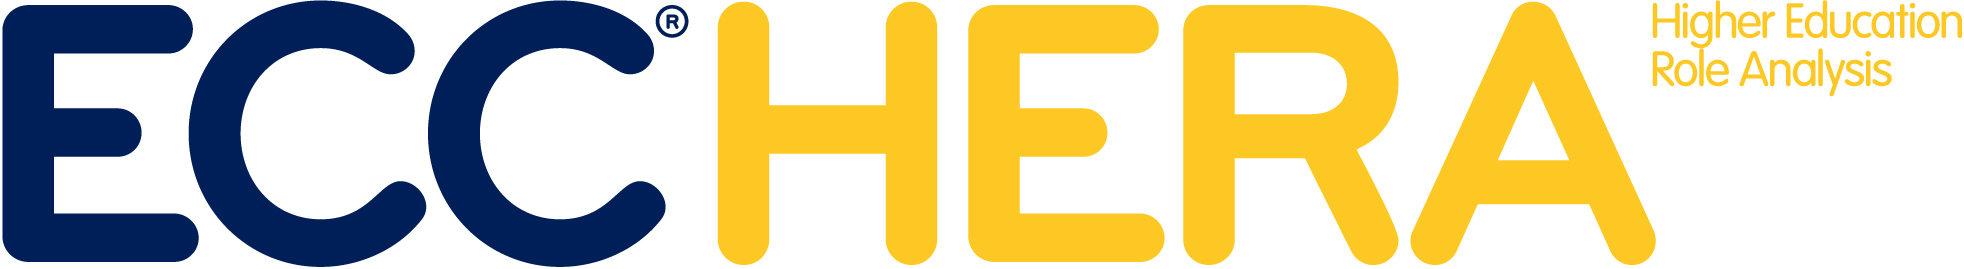 ECC® HERA
Higher Education
Role Analysis